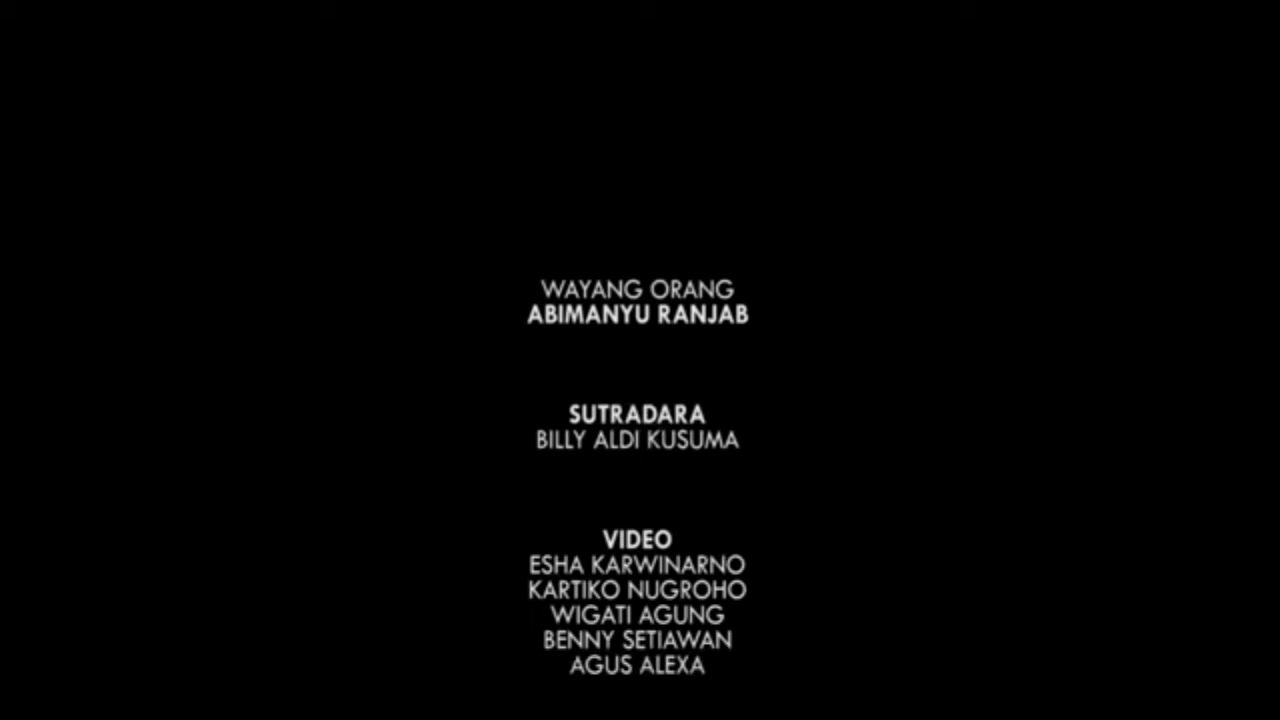 WAYANG ORANG
ABIMANYU RANJAB
SUTRADARA
BILLY ALDI KUSUMA
VIDEO
ESHA KARWINARNO
KARTIKO NUGROHO
WIGATI AGUNG
BENNY SETIAWAN
AGUS ALEXA